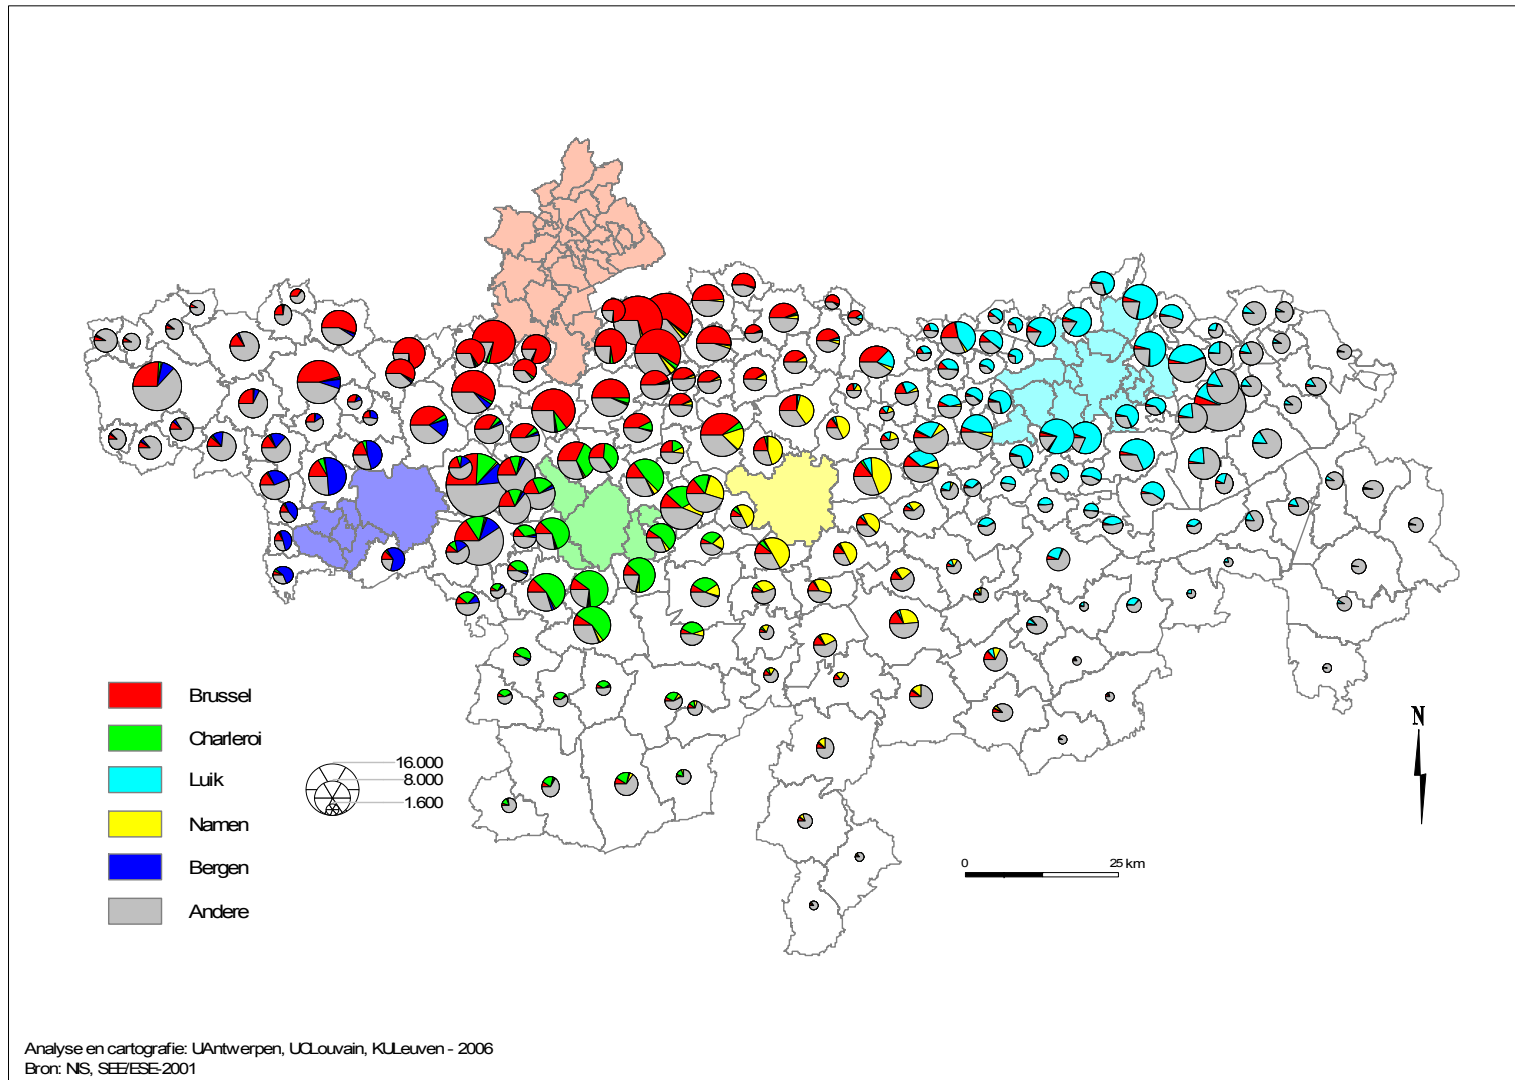 Brussel
Charleroi
Luik
Namen
Bergen
Andere
16.000
8.000
1.600
N
0 25 km
Analyse en cartografie: UAntwerpen, UCLouvain, KULeuven - 2006
Bron: NIS, SEE/ESE-2001